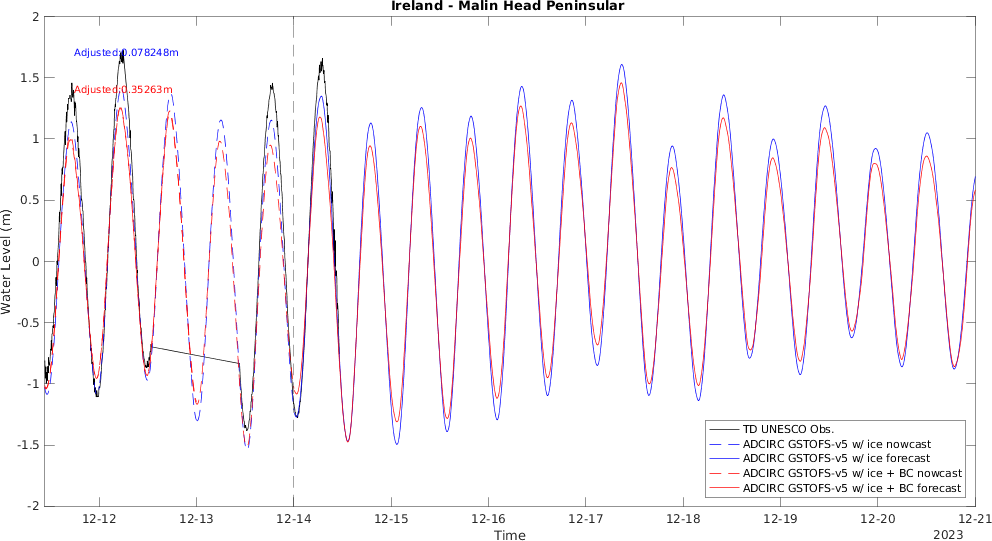 Ireland - Malin Head Peninsular
Adjusted:0.078248m
Adjusted:0.35263m
2
1.5
1
0.5
0
-0.5
-1
-1.5
-2
Water Level (m)
12-12
12-13
12-14
12-15
12-16
12-17
12-18
12-19
12-20
12-21
Time
2023
TD UNESCO Obs.
ADCIRC GSTOFS-v5 w/ ice nowcast
ADCIRC GSTOFS-v5 w/ ice forecast
ADCIRC GSTOFS-v5 w/ ice + BC nowcast
ADCIRC GSTOFS-v5 w/ ice + BC forecast